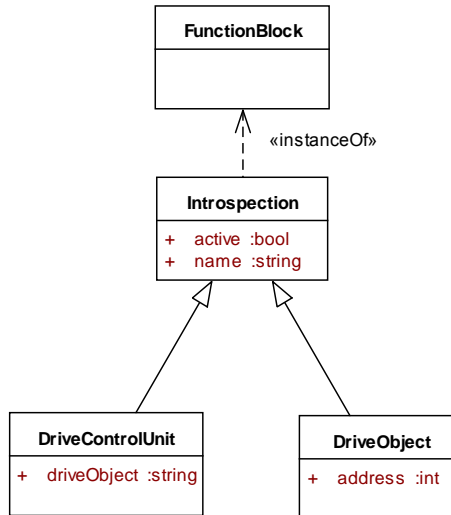 FunctionBlock
«instanceOf»
Introspection
+ active :bool
+ name :string
DriveControlUnit
+ driveObject :string
DriveObject
+ address :int